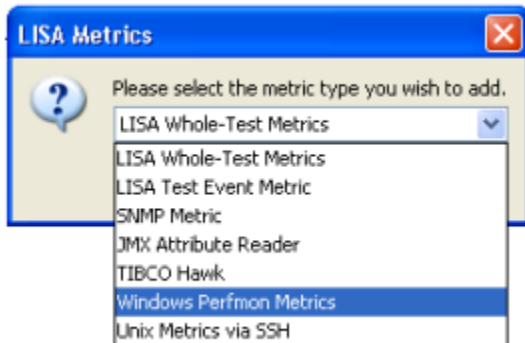 LISA Metrics
Please select the metric type you wish to add.
LISA Whole-Test Metrics
LISA Whole-Test Metrics
LISA Test Event Metric
SNMP Metric
JMX Attribute Reader
TIBCO Hawk
Windows Perfmon Metrics
Unix Metrics via SSH